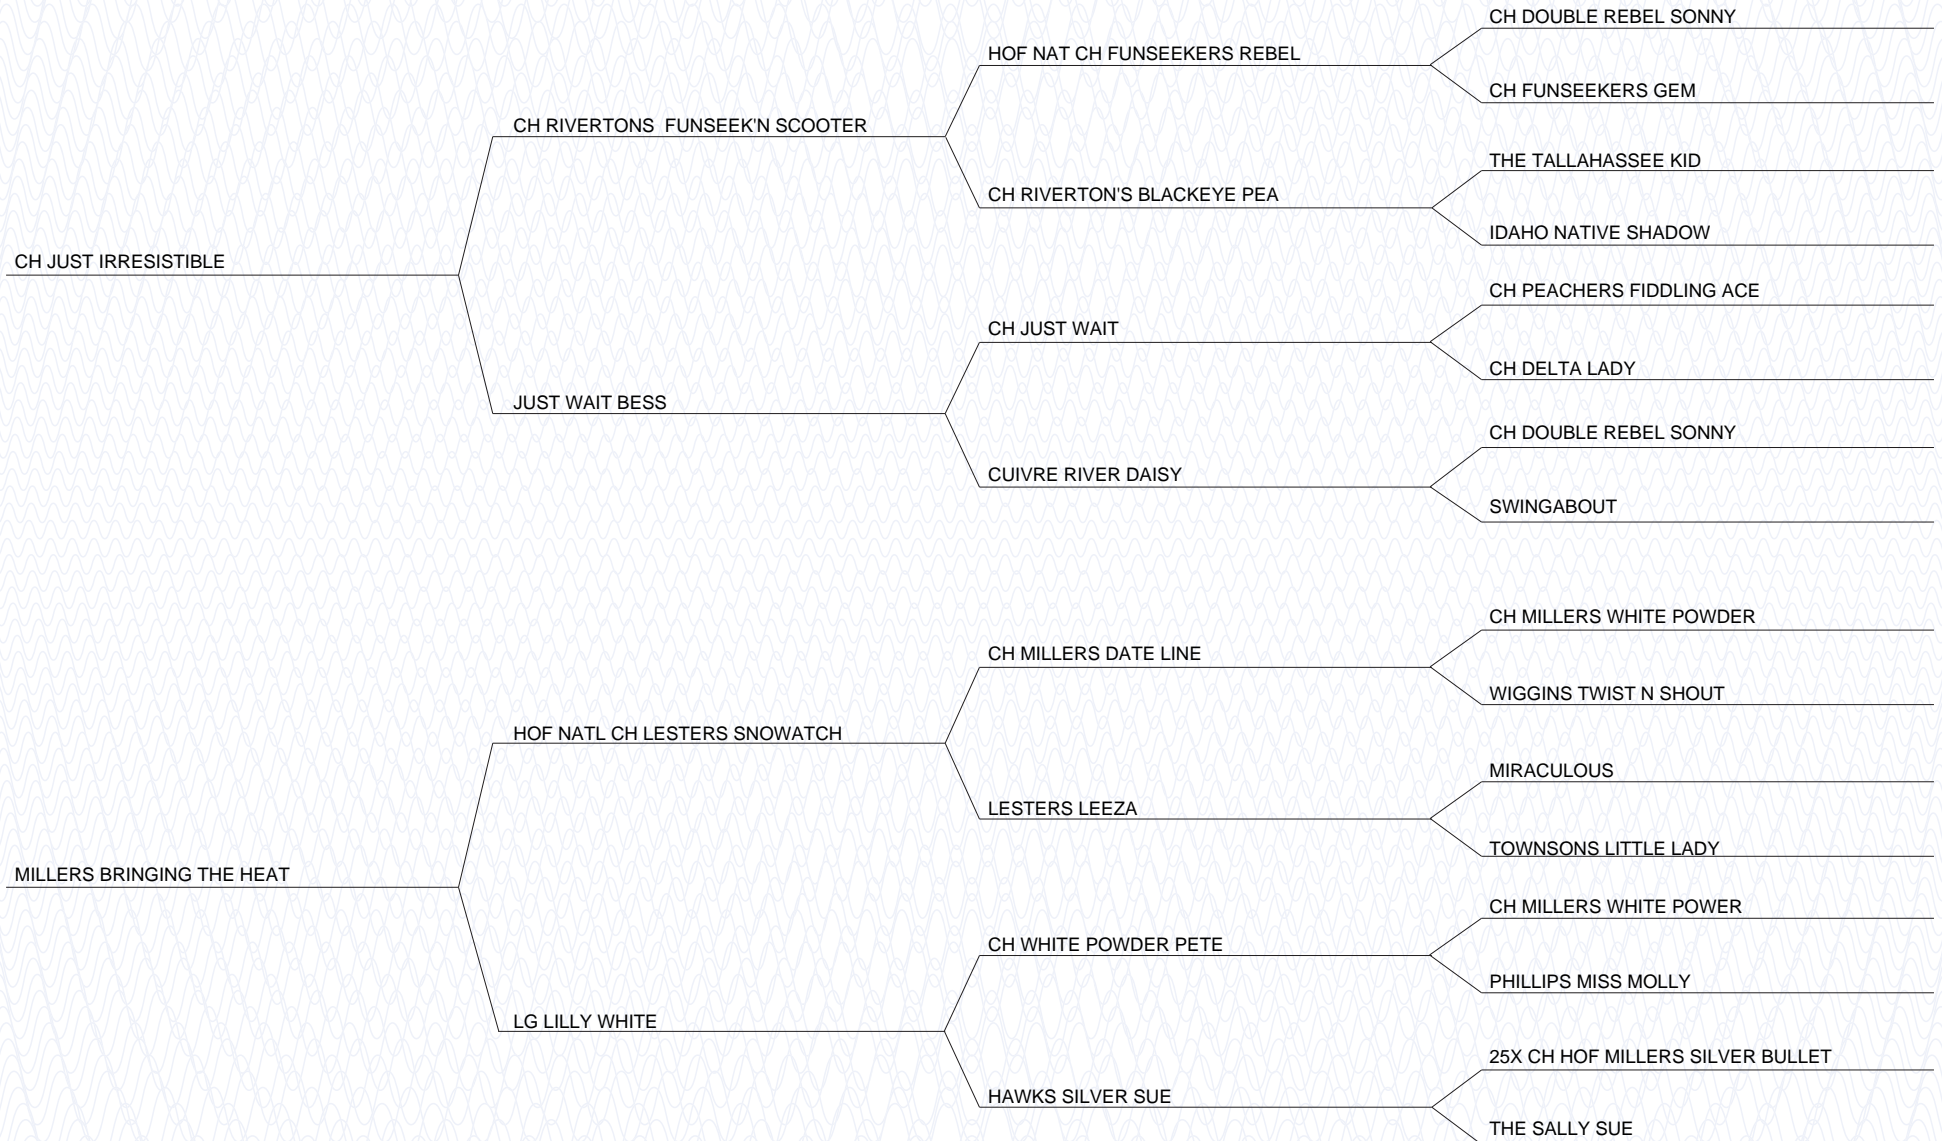 CH DOUBLE REBEL SONNY
HOF NAT CH FUNSEEKERS REBEL
CH FUNSEEKERS GEM
CH RIVERTONS  FUNSEEK'N SCOOTER
THE TALLAHASSEE KID
CH RIVERTON'S BLACKEYE PEA
IDAHO NATIVE SHADOW
CH JUST IRRESISTIBLE
CH PEACHERS FIDDLING ACE
CH JUST WAIT
CH DELTA LADY
JUST WAIT BESS
CH DOUBLE REBEL SONNY
CUIVRE RIVER DAISY
SWINGABOUT
CH MILLERS WHITE POWDER
CH MILLERS DATE LINE
WIGGINS TWIST N SHOUT
HOF NATL CH LESTERS SNOWATCH
MIRACULOUS
LESTERS LEEZA
TOWNSONS LITTLE LADY
MILLERS BRINGING THE HEAT
CH MILLERS WHITE POWER
CH WHITE POWDER PETE
PHILLIPS MISS MOLLY
LG LILLY WHITE
25X CH HOF MILLERS SILVER BULLET
HAWKS SILVER SUE
THE SALLY SUE